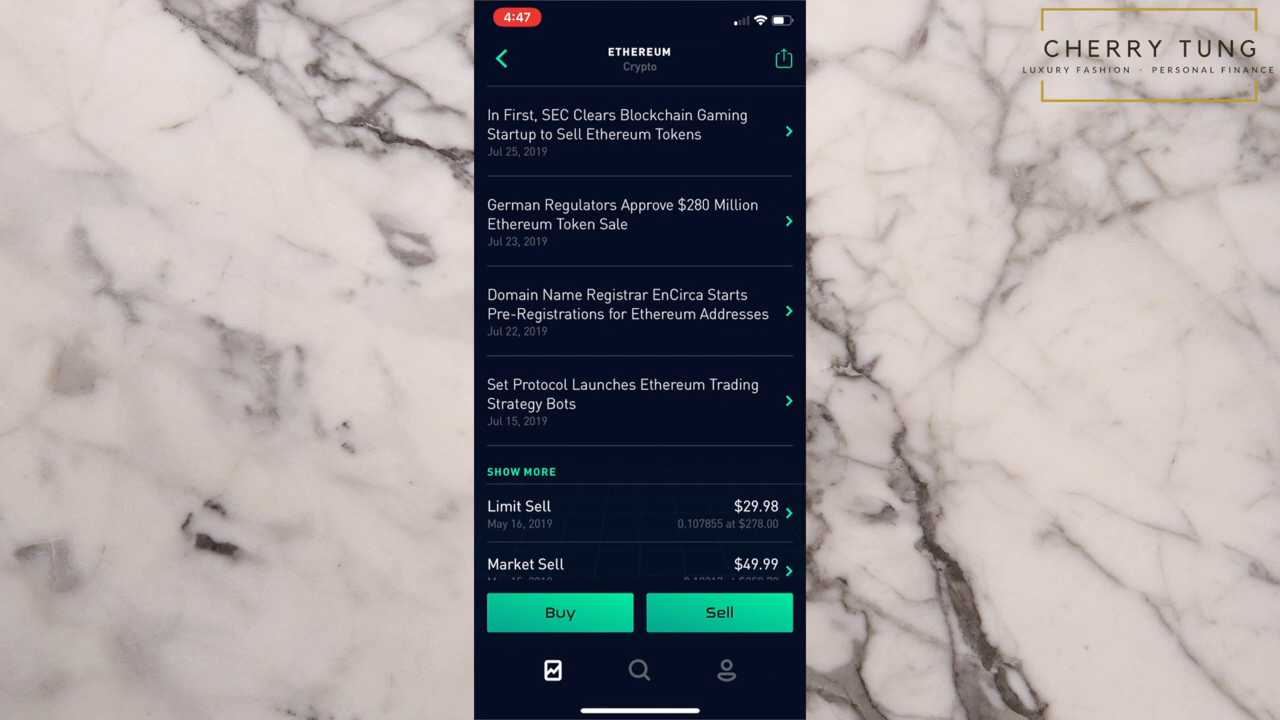 4:47
CHERRY TUNG
LUXURY FASHION · PERSONAL FINANCE
ETHEREUM
Crypto
In First, SEC Clears Blockchain Gaming
Startup to Sell Ethereum Tokens
Jul 25, 2019
German Regulators Approve $280 Million
Ethereum Token Sale
Jul 23, 2019
Domain Name Registrar EnCirca Starts
Pre-Registrations for Ethereum Addresses
Jul 22, 2019
Set Protocol Launches Ethereum Trading
Strategy Bots
Jul 15, 2019
SHOW MORE
Limit Sell $29.98
May 16, 2019 0.107855 at $278.00
Market Sell $49.99
Buy Sell